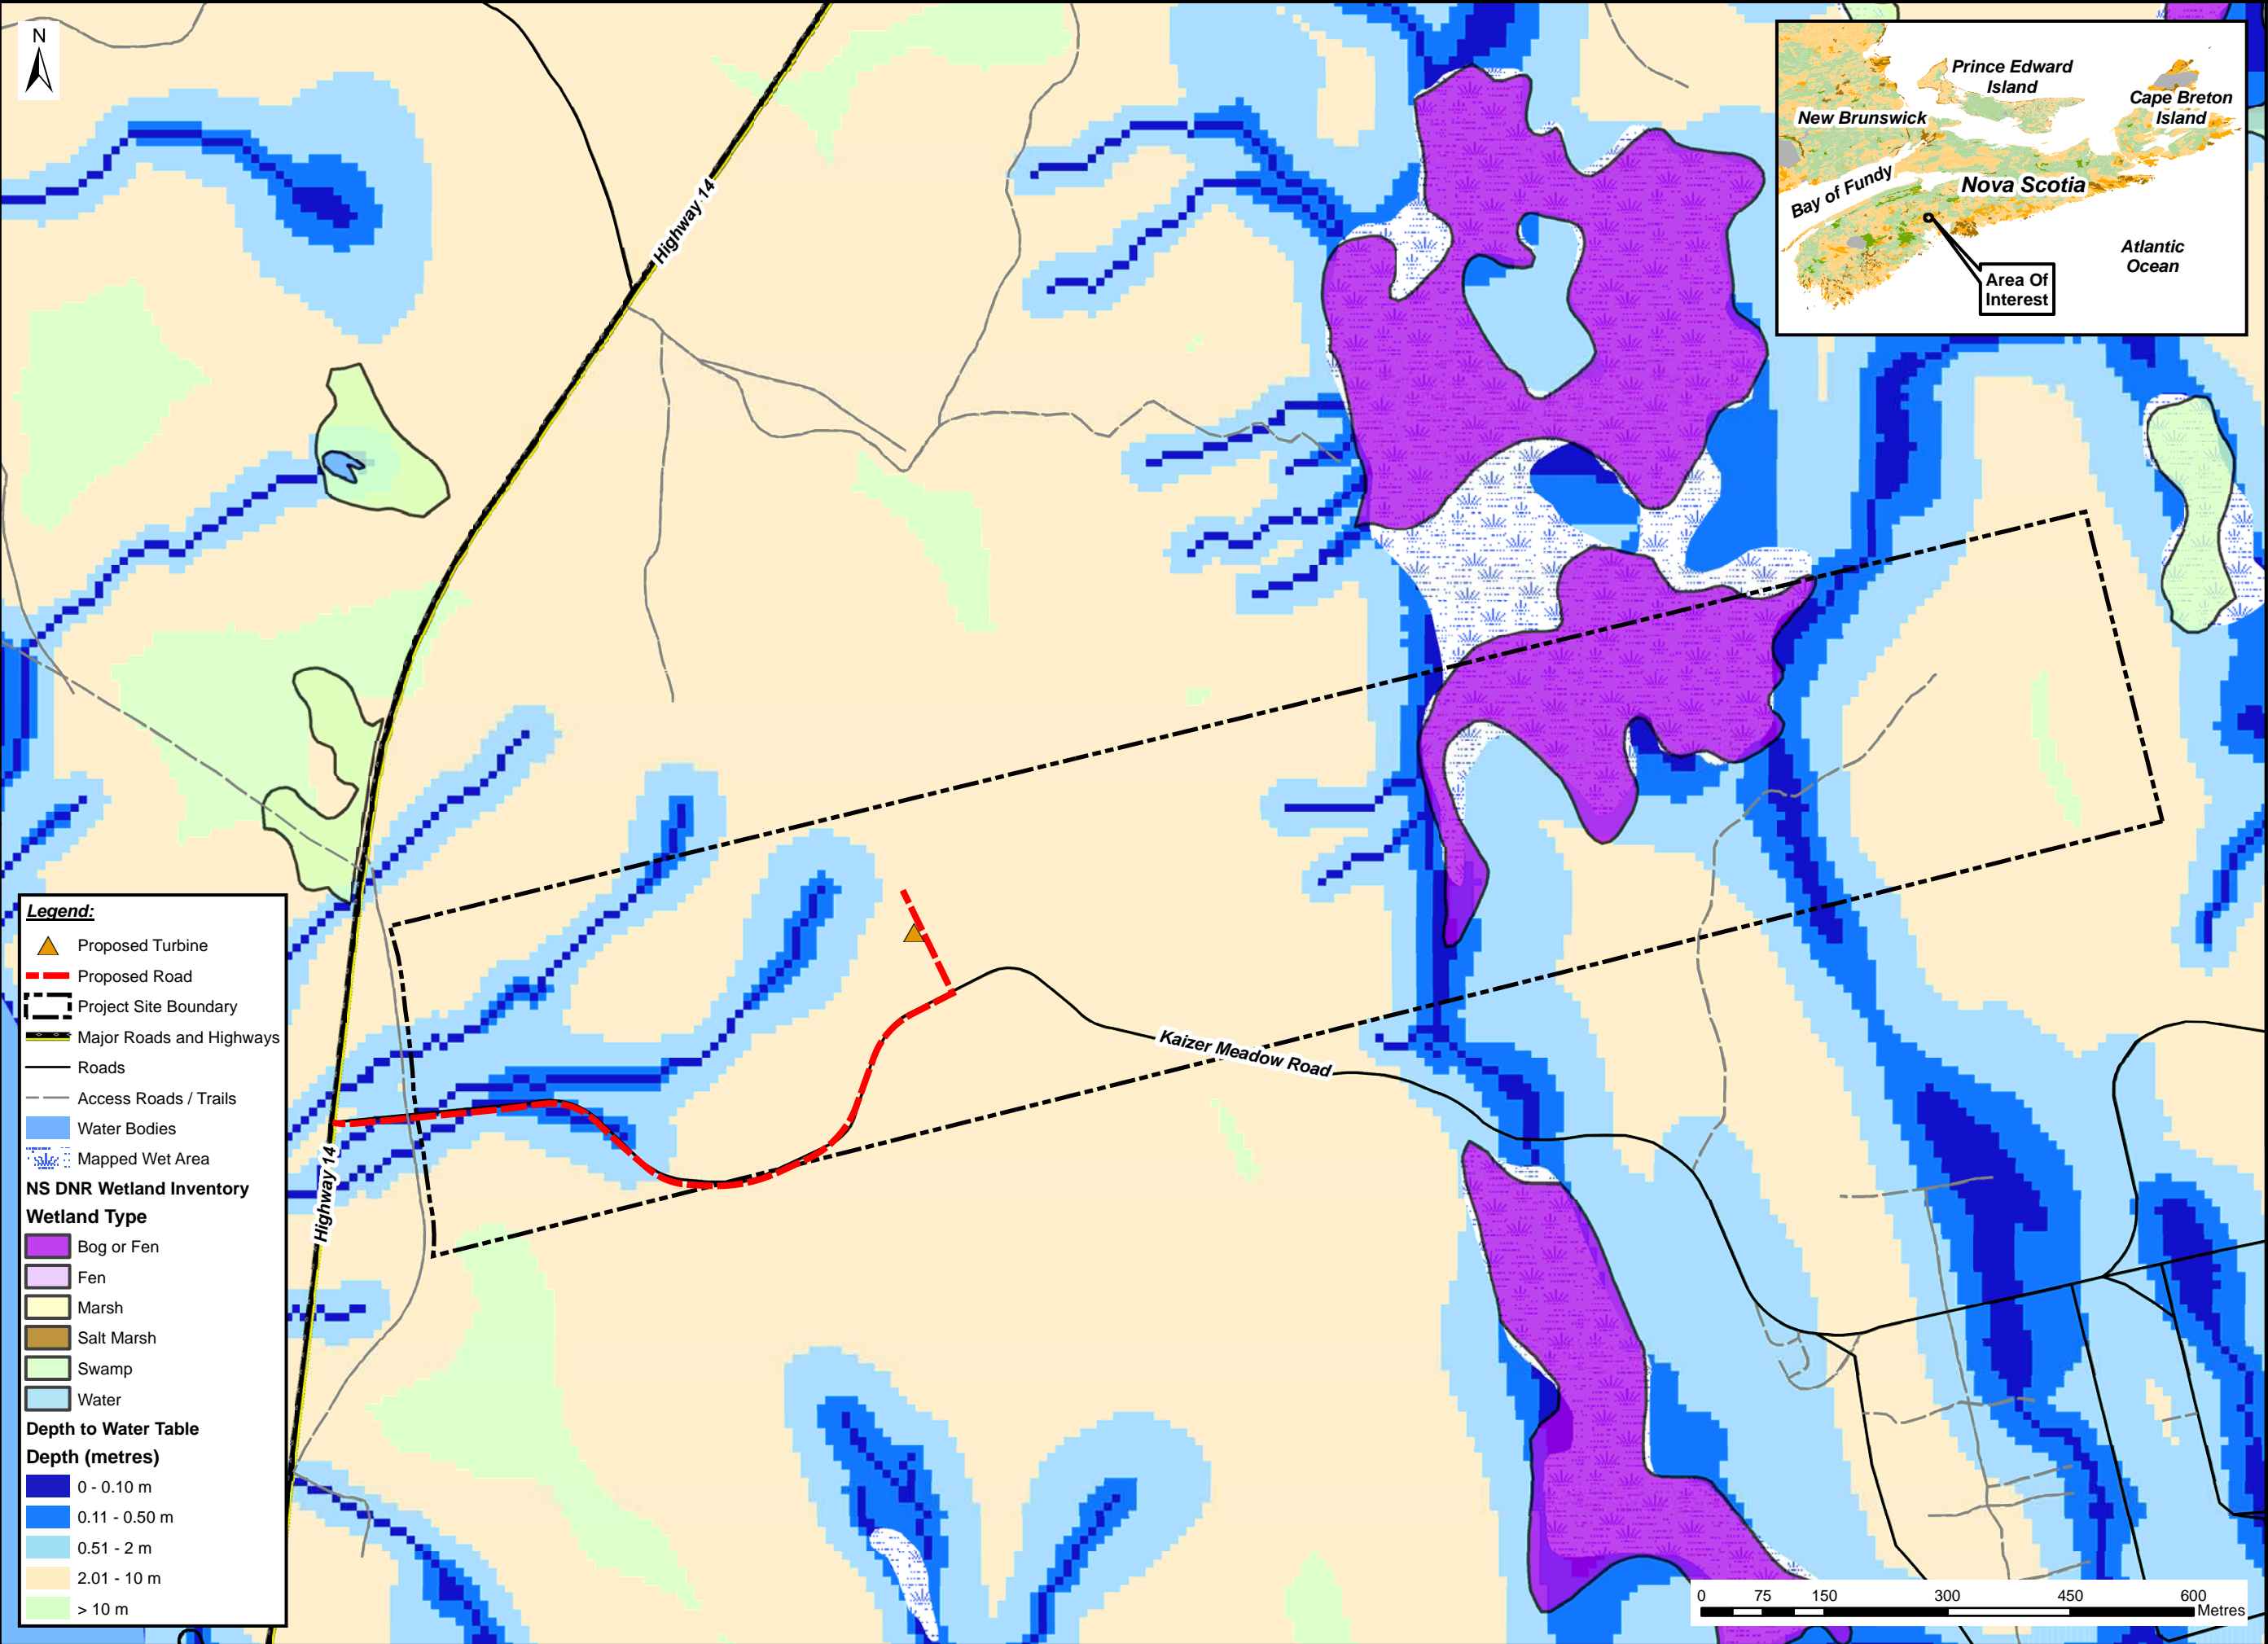 N
Highway 14
Prince Edward
Island
Cape Breton
Island
New Brunswick
Bay of Fundy
Nova Scotia
Atlantic
Ocean
Area Of
Interest
Kaizer Meadow Road
Highway 14
Legend:
Proposed Turbine
Proposed Road
Project Site Boundary
Major Roads and Highways
Roads
Access Roads / Trails
Water Bodies
Mapped Wet Area
NS DNR Wetland Inventory
Wetland Type
Bog or Fen
Fen
Marsh
Salt Marsh
Swamp
Water
Depth to Water Table
Depth (metres)
0 - 0.10 m
0.11 - 0.50 m
0.51 - 2 m
2.01 - 10 m
> 10 m
0 75 150 300 450 600
Metres